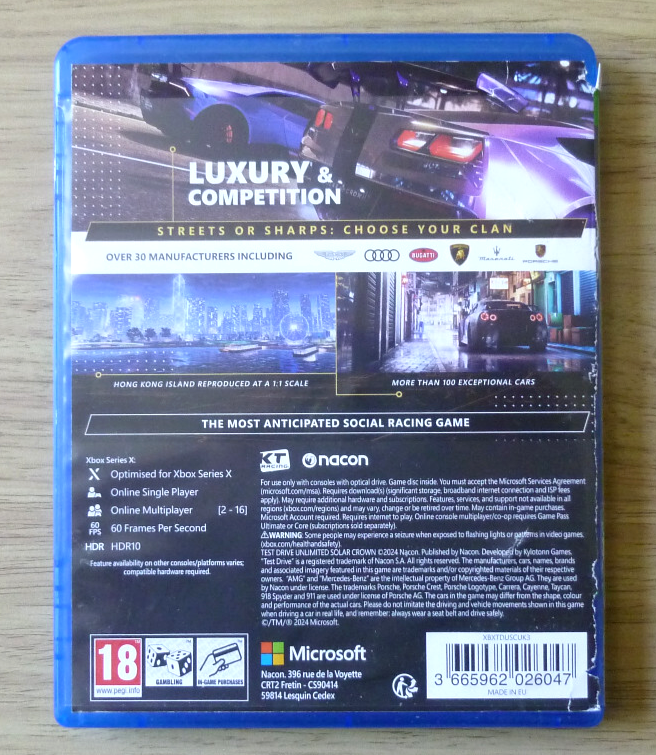 LUXURY &
COMPETITION
STREETS OR SHARPS: CHOOSE YOUR CLAN
OVER 30 MANUFACTURERS INCLUDING
BUGATTI
Maserati
PORSCHE
HONG KONG ISLAND REPRODUCED AT A 1:1 SCALE
MORE THAN 100 EXCEPTIONAL CARS
THE MOST ANTICIPATED SOCIAL RACING GAME
Xbox Series X:
X Optimised for Xbox Series X
Online Single Player
Online Multiplayer [2 - 16]
60 FPS 60 Frames Per Second
HDR HDR10
Feature availability on other consoles/platforms varies;
compatible hardware required.
KT RACING nacon
For use only with consoles with optical drive. Game disc inside. You must accept the Microsoft Services Agreement
(microsoft.com/msa). Requires download(s) (significant storage, broadband internet connection and ISP fees
apply). May require additional hardware and subscriptions. Features, services, and support not available in all
regions (xbox.com/regions) and may vary, change or be retired over time. May contain in-game purchases.
Microsoft Account required. Requires internet to play. Online console multiplayer/co-op requires Game Pass
Ultimate or Core (subscriptions sold separately).
⚠WARNING: Some people may experience a seizure when exposed to flashing lights or patterns in video games.
(xbox.com/healthandsafety).
TEST DRIVE UNLIMITED SOLAR CROWN ©2024 Nacon. Published by Nacon. Developed by Kylotonn Games.
"Test Drive" is a registered trademark of Nacon S.A. All rights reserved. The manufacturers, cars, names, brands
and associated imagery featured in this game are trademarks and/or copyrighted materials of their respective
owners. "AMG" and "Mercedes-Benz" are the intellectual property of Mercedes-Benz Group AG. They are used
by Nacon under license. The trademarks Porsche, Porsche Crest, Porsche Logotype, Carrera, Cayenne, Taycan,
918 Spyder and 911 are used under license of Porsche AG. The cars in the game may differ from the shape, colour
and performance of the actual cars. Please do not imitate the driving and vehicle movements shown in this game
when driving a car in real life, and remember: always wear a seat belt and drive safely.
©/TM/® 2024 Microsoft.
18
www.pegi.info
GAMBLING
IN-GAME PURCHASES
Microsoft
Nacon. 396 rue de la Voyette
CRT2 Fretin - CS90414
59814 Lesquin Cedex
XBXTDUSCUK3
3 665962 026047
MADE IN EU